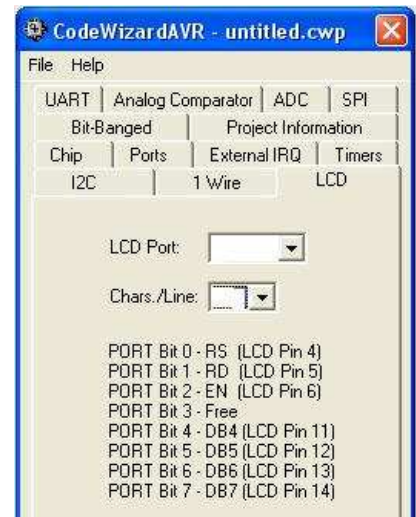 CodeWizardAVR - untitled.cwp
File Help
UART Analog Comparator ADC SPI
Bit-Banged Project Information
Chip Ports External IRQ Timers
I2C 1 Wire LCD
LCD Port:
Chars./Line:
PORT Bit 0 - RS (LCD Pin 4)
PORT Bit 1 - RD (LCD Pin 5)
PORT Bit 2 - EN (LCD Pin 6)
PORT Bit 3 - Free
PORT Bit 4 - DB4 (LCD Pin 11)
PORT Bit 5 - DB5 (LCD Pin 12)
PORT Bit 6 - DB6 (LCD Pin 13)
PORT Bit 7 - DB7 (LCD Pin 14)